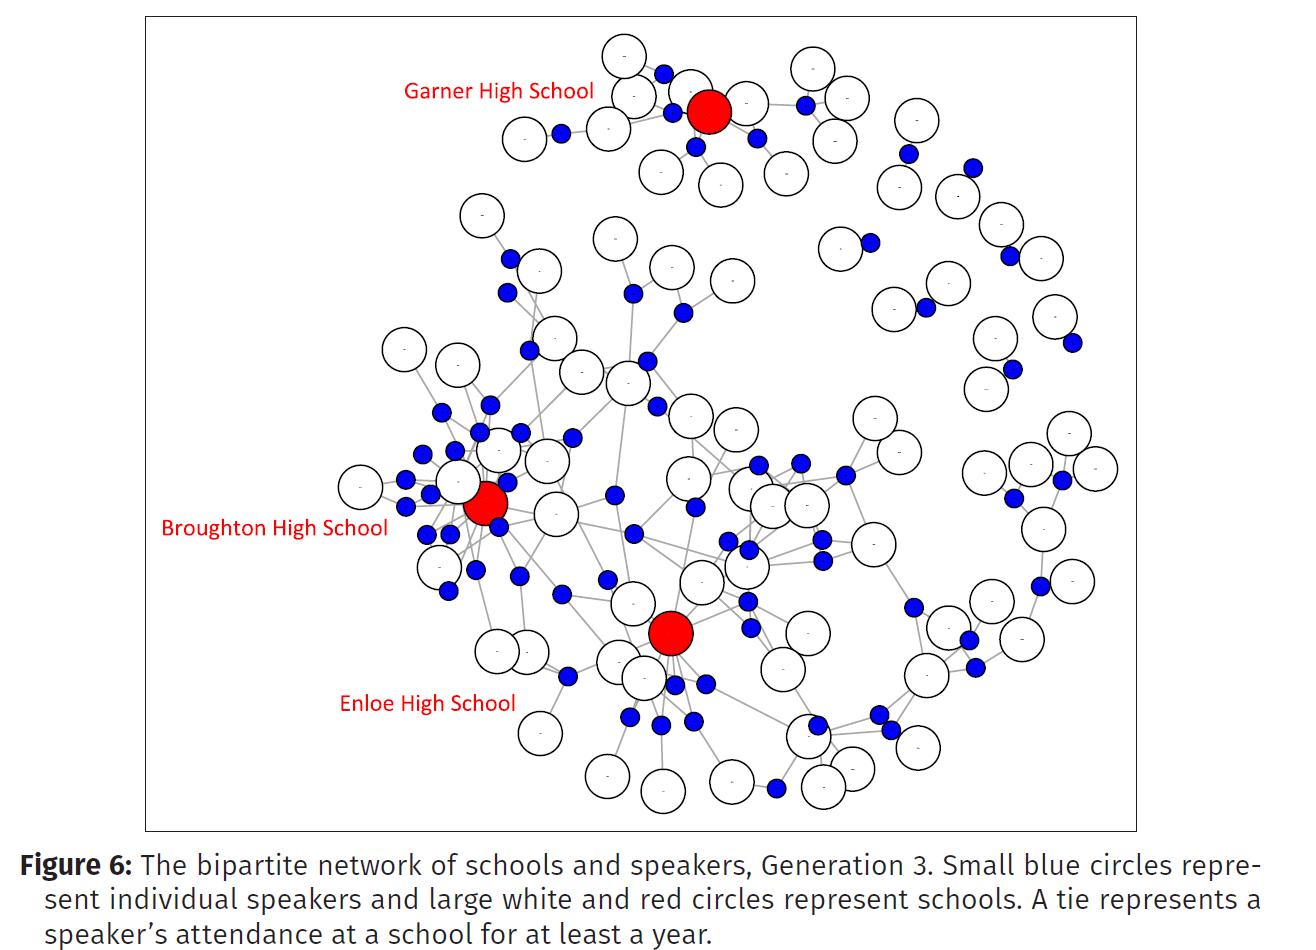 Garner High School
Broughton High School
Enloe High School
Figure 6: The bipartite network of schools and speakers, Generation 3. Small blue circles repre-
sent individual speakers and large white and red circles represent schools. A tie represents a
speaker’s attendance at a school for at least a year.